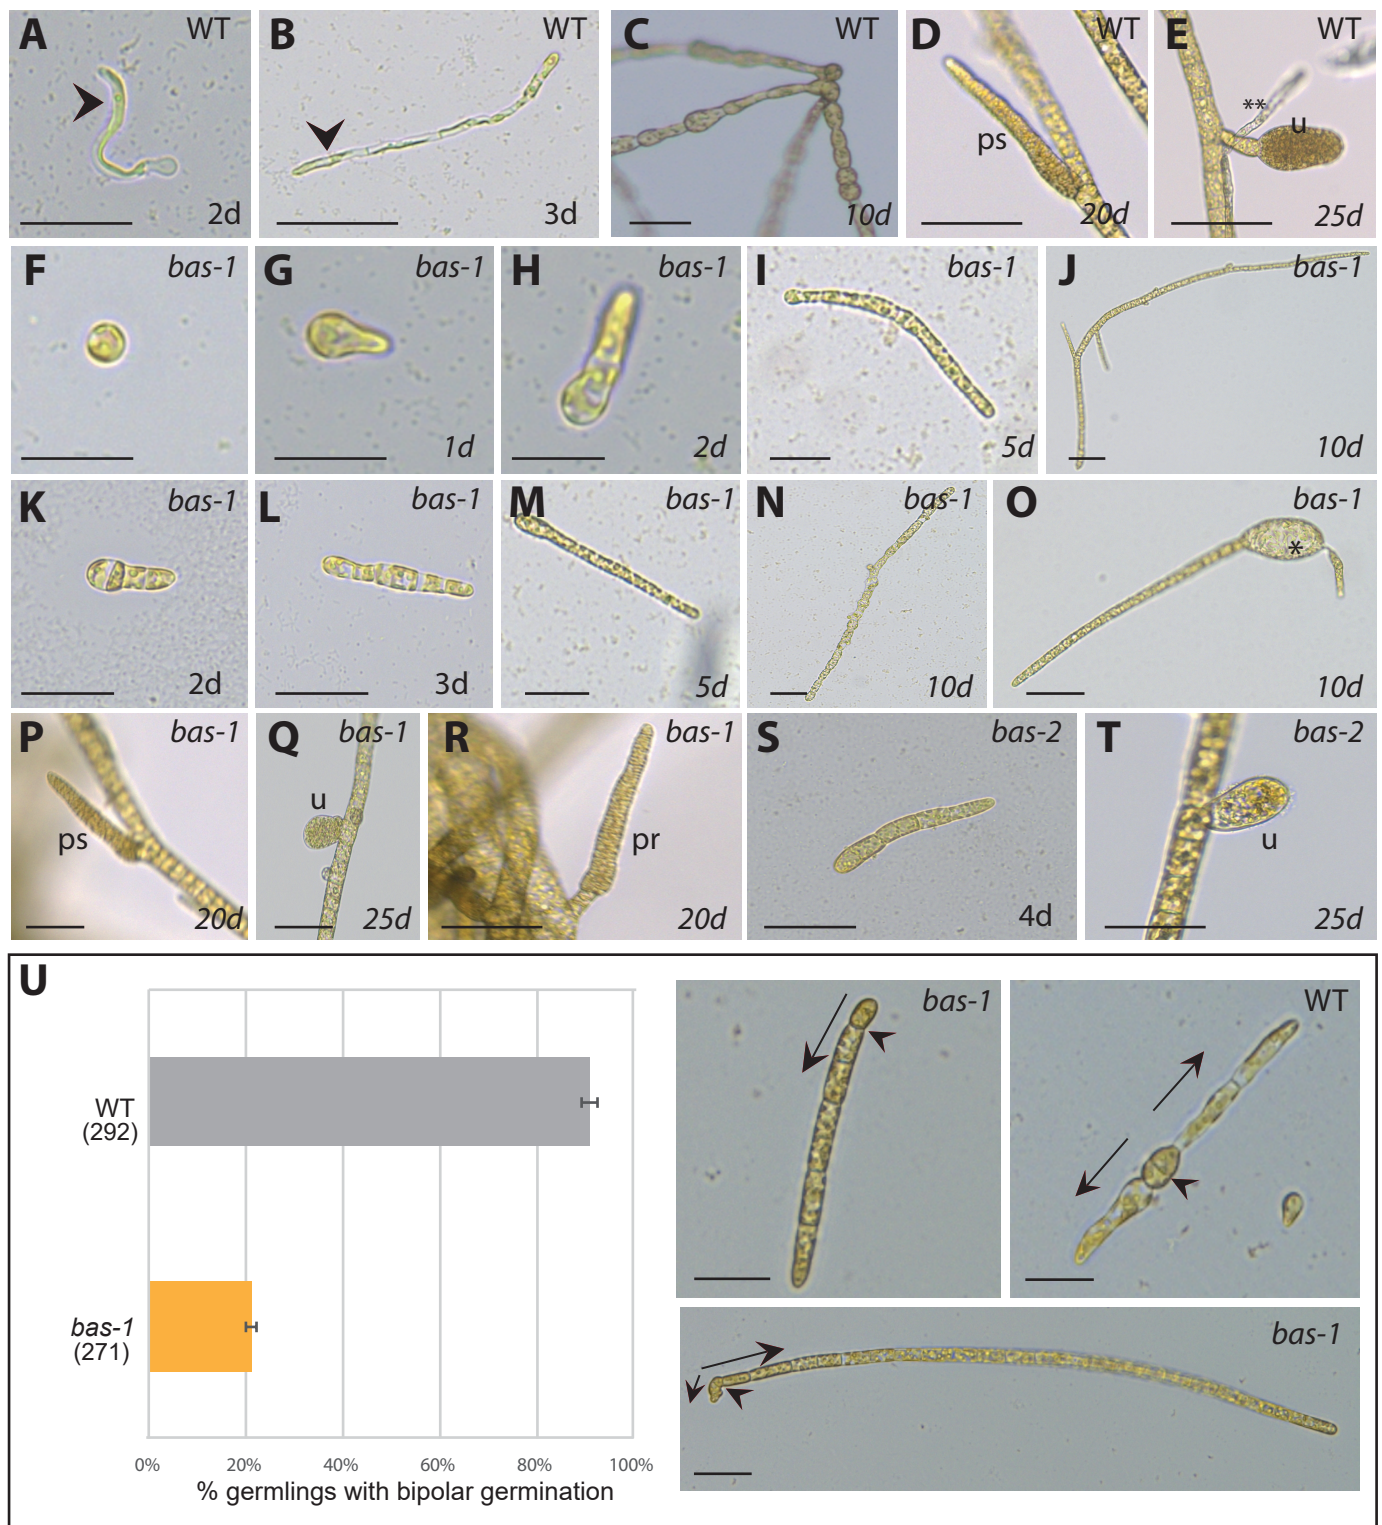 A WT 2d
B WT 3d
C WT 10d
D WT ps 20d
E WT ** u 25d
F bas-1
G bas-1 1d
H bas-1 2d
I bas-1 5d
J bas-1 10d
K bas-1 2d
L bas-1 3d
M bas-1 5d
N bas-1 10d
O bas-1 * 10d
P bas-1 ps 20d
Q bas-1 u 25d
R bas-1 pr 20d
S bas-2 4d
T bas-2 u 25d
U
WT
(292)
bas-1
(271)
0% 20% 40% 60% 80% 100%
% germlings with bipolar germination
bas-1
WT
bas-1